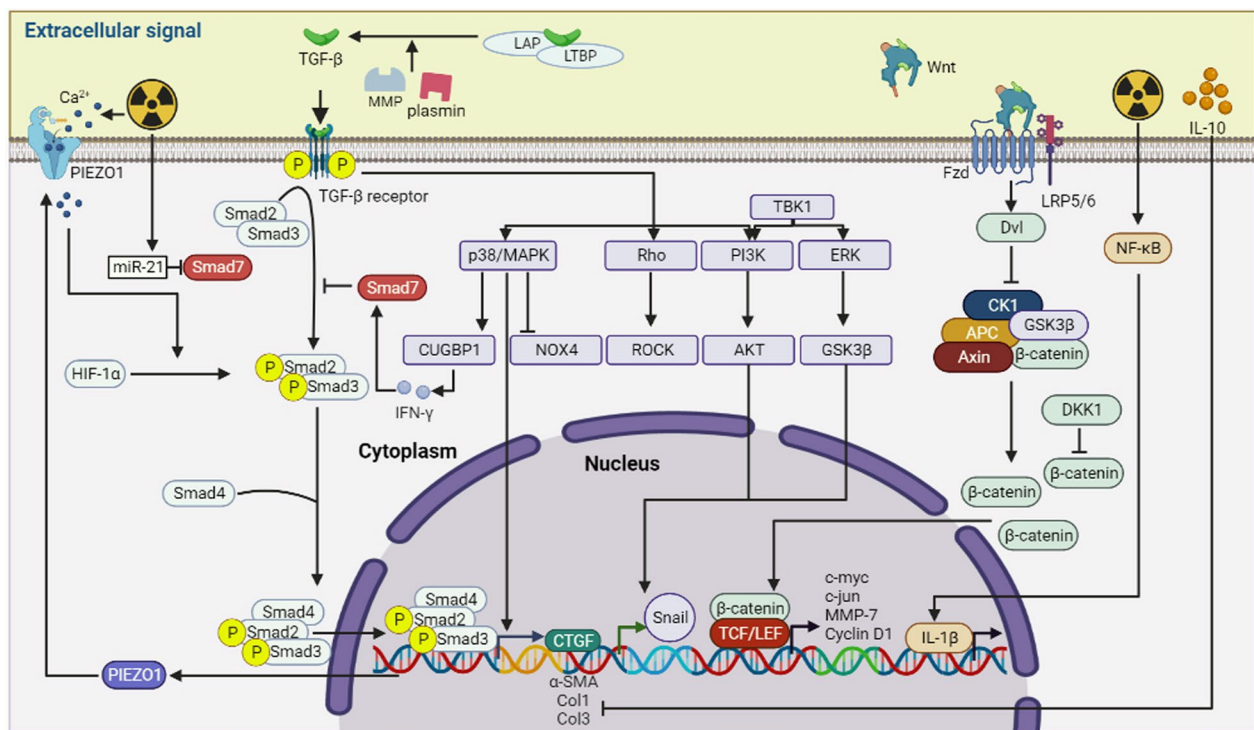 Extracellular signal
TGF-β
LAP
LTBP
MMP
plasmin
Wnt
IL-10
Ca²⁺
PIEZO1
P
P
TGF-β receptor
Fzd
LRP5/6
Smad2
Smad3
TBK1
Dvl
miR-21
Smad7
p38/MAPK
Rho
PI3K
ERK
NF-κB
Smad7
CK1
APC
GSK3β
Axin
β-catenin
CUGBP1
NOX4
ROCK
AKT
GSK3β
HIF-1α
P
Smad2
P
Smad3
IFN-γ
DKK1
Cytoplasm
Nucleus
β-catenin
β-catenin
Smad4
β-catenin
Smad4
P
Smad2
P
Smad3
Smad4
P
Smad2
P
Smad3
CTGF
Snail
β-catenin
TCF/LEF
c-myc
c-jun
MMP-7
Cyclin D1
IL-1β
PIEZO1
α-SMA
Col1
Col3